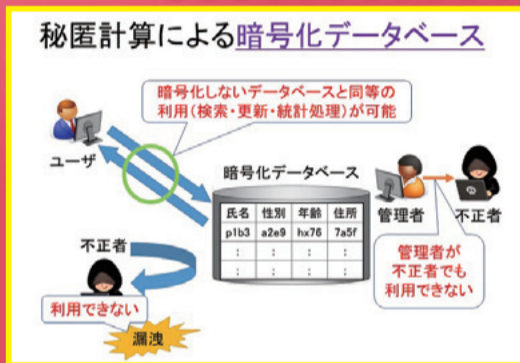 秘匿計算による暗号化データベース
暗号化しないデータベースと同等の
利用(検索・更新・統計処理)が可能
ユーザ
暗号化データベース
氏名 性別 年齢 住所
p1b3 a2e9 hx76 7a5f
: : : :
: : : :
管理者 不正者
管理者が
不正者でも
利用できない
不正者
利用できない
漏洩